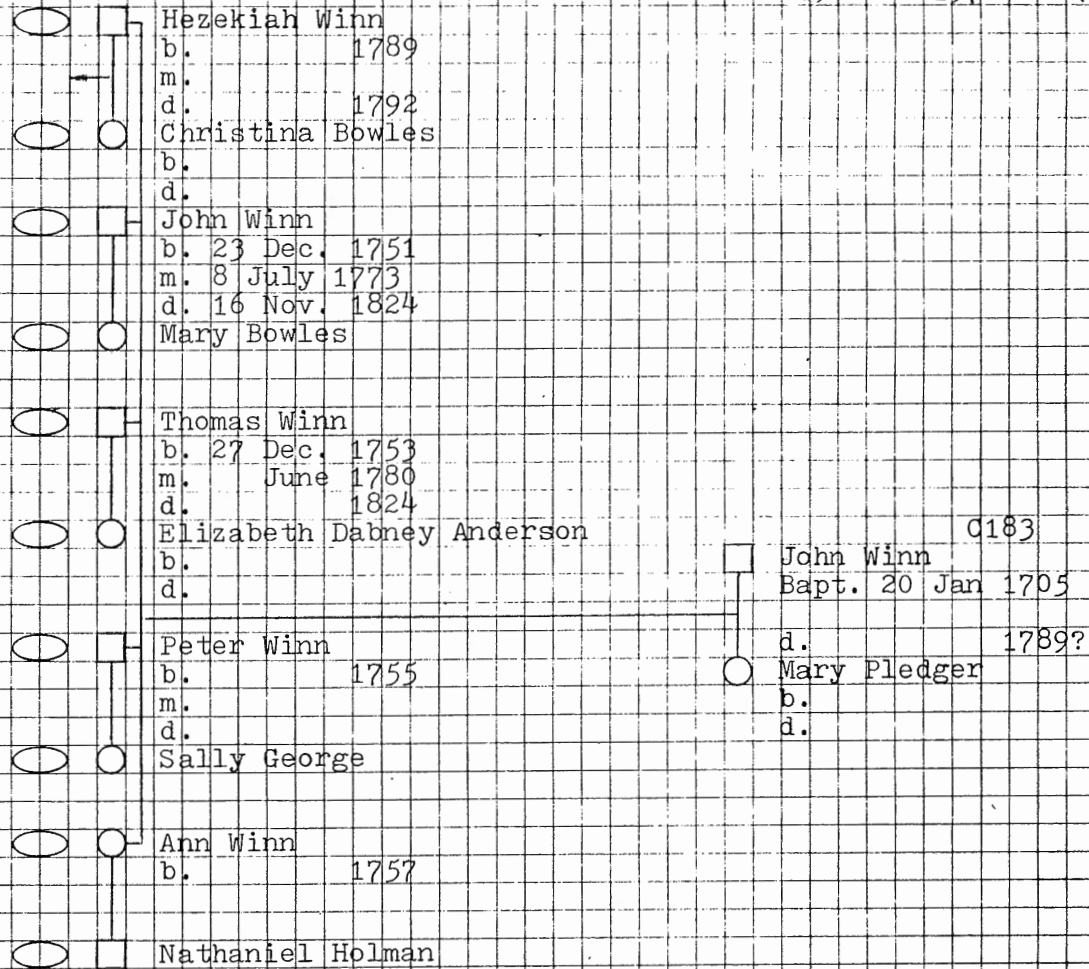 Hezekiah Winn
b. 1789
m.
d. 1792
Christina Bowles
b.
d.
John Winn
b. 23 Dec. 1751
m. 8 July 1773
d. 16 Nov. 1824
Mary Bowles
Thomas Winn
b. 27 Dec. 1753
m. June 1780
d. 1824
Elizabeth Dabney Anderson
b.
d.
Peter Winn
b. 1755
m.
d.
Sally George
Ann Winn
b. 1757
Nathaniel Holman
C183
John Winn
Bapt. 20 Jan 1705
d. 1789?
Mary Pledger
b.
d.